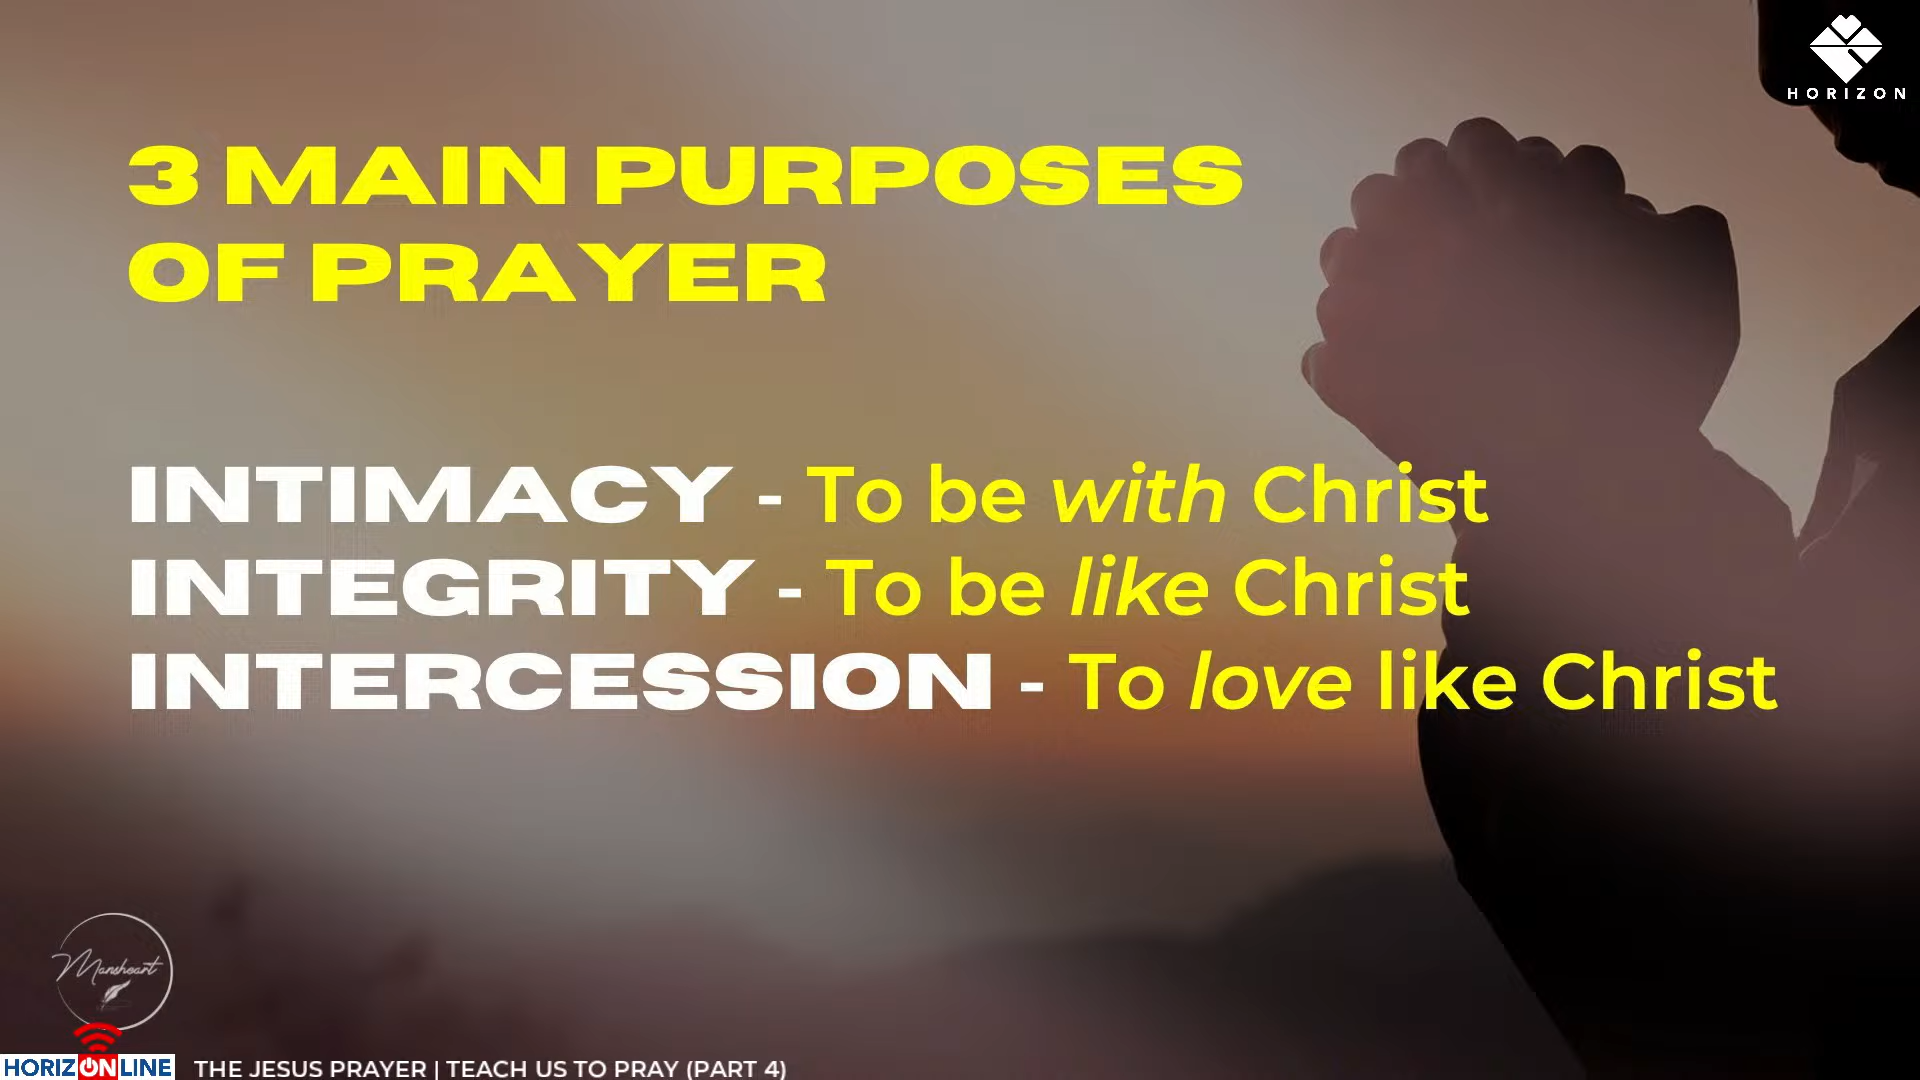 HORIZON
3 MAIN PURPOSES
OF PRAYER
INTIMACY - To be with Christ
INTEGRITY - To be like Christ
INTERCESSION - To love like Christ
Mansheart
HORIZONLINE
THE JESUS PRAYER | TEACH US TO PRAY (PART 4)